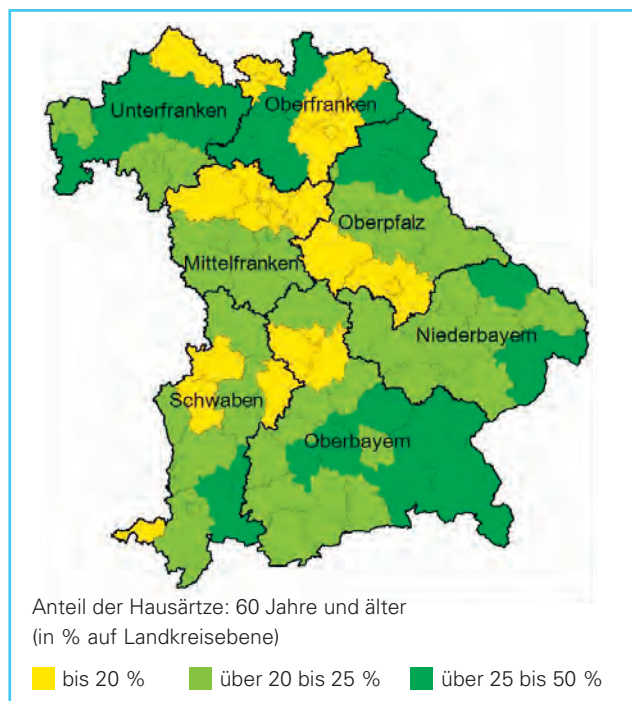 Unterfranken
Oberfranken
Oberpfalz
Mittelfranken
Niederbayern
Schwaben
Oberbayern
Anteil der Hausärtze: 60 Jahre und älter
(in % auf Landkreisebene)
bis 20 % über 20 bis 25 % über 25 bis 50 %